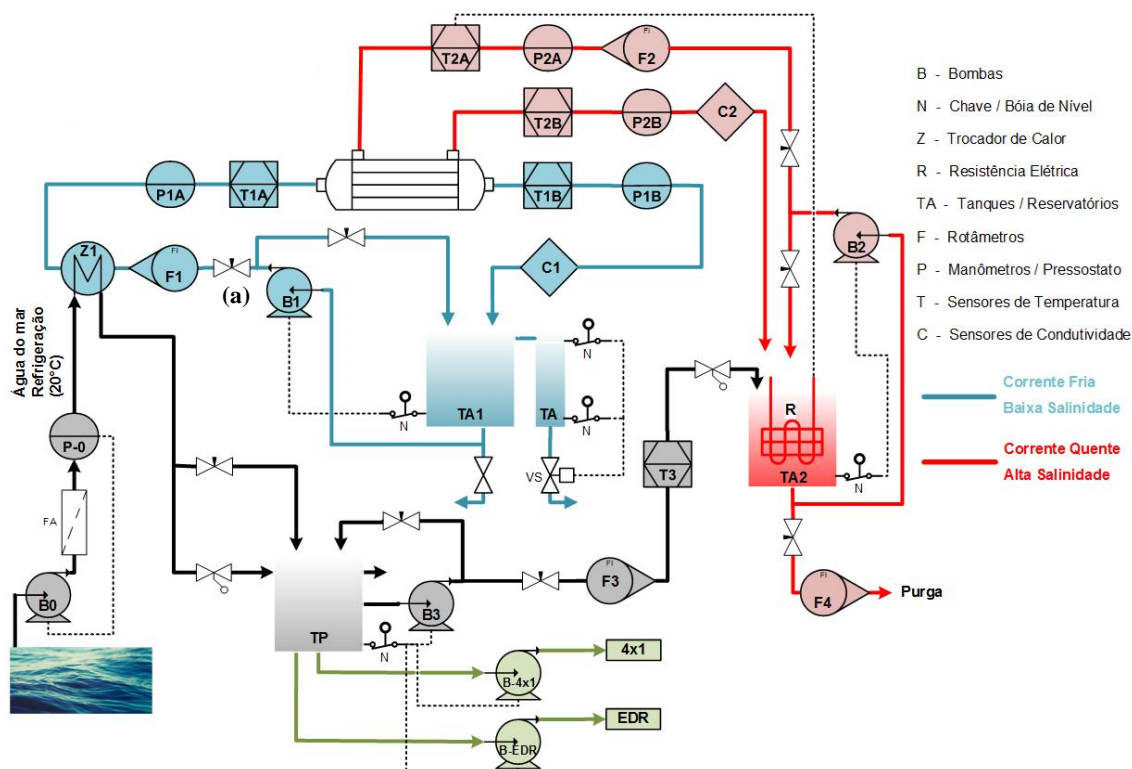 T2A
P2A
FI
F2
T2B
P2B
C2
P1A
T1A
T1B
P1B
Z1
FI
F1
(a)
B1
C1
B2
Água do mar
Refrigeração
(20°C)
P-0
FA
B0
TA1
TA
N
N
N
VS
T3
R
TA2
N
FI
F3
FI
F4
Purga
B3
TP
N
B-4x1
4x1
B-EDR
EDR
B - Bombas
N - Chave / Bóia de Nível
Z - Trocador de Calor
R - Resistência Elétrica
TA - Tanques / Reservatórios
F - Rotâmetros
P - Manômetros / Pressostato
T - Sensores de Temperatura
C - Sensores de Condutividade
Corrente Fria
Baixa Salinidade
Corrente Quente
Alta Salinidade